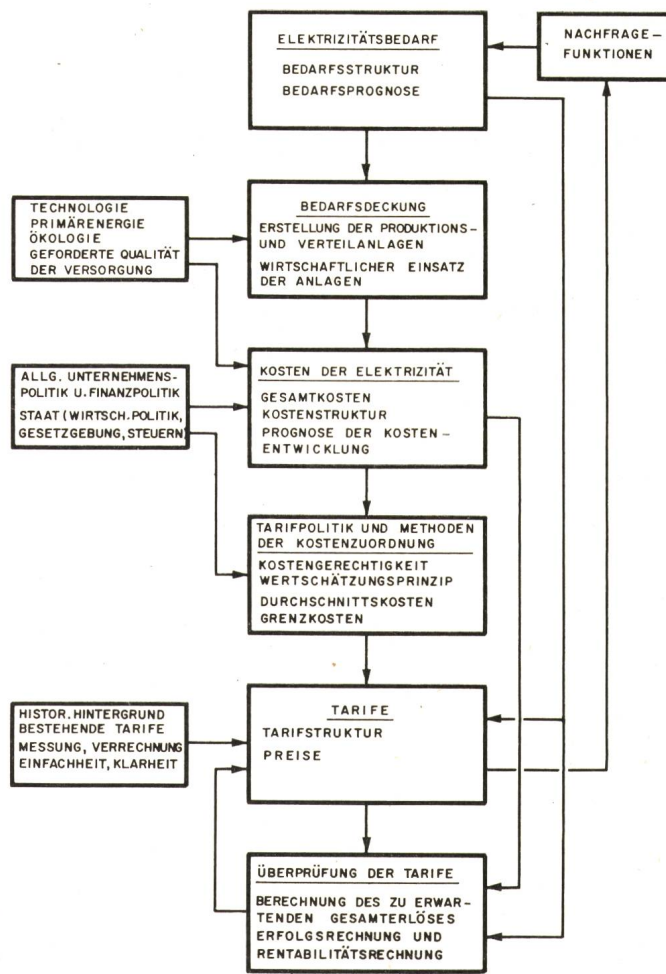 ELEKTRIZITÄTSBEDARF
BEDARFSSTRUKTUR
BEDARFSPROGNOSE
NACHFRAGE-
FUNKTIONEN
TECHNOLOGIE
PRIMÄRENERGIE
ÖKOLOGIE
GEFORDERTE QUALITÄT
DER VERSORGUNG
BEDARFSDECKUNG
ERSTELLUNG DER PRODUKTIONS-
UND VERTEILANLAGEN
WIRTSCHAFTLICHER EINSATZ
DER ANLAGEN
ALLG. UNTERNEHMENS-
POLITIK U. FINANZPOLITIK
STAAT (WIRTSCH. POLITIK,
GESETZGEBUNG, STEUERN)
KOSTEN DER ELEKTRIZITÄT
GESAMTKOSTEN
KOSTENSTRUKTUR
PROGNOSE DER KOSTEN-
ENTWICKLUNG
TARIFPOLITIK UND METHODEN
DER KOSTENZUORDNUNG
KOSTENGERECHTIGKEIT
WERTSCHÄTZUNGSPRINZIP
DURCHSCHNITTSKOSTEN
GRENZKOSTEN
HISTOR. HINTERGRUND
BESTEHENDE TARIFE
MESSUNG, VERRECHNUNG
EINFACHHEIT, KLARHEIT
TARIFE
TARIFSTRUKTUR
PREISE
ÜBERPRÜFUNG DER TARIFE
BERECHNUNG DES ZU ERWAR-
TENDEN GESAMTERLÖSES
ERFOLGSRECHNUNG UND
RENTABILITÄTSRECHNUNG